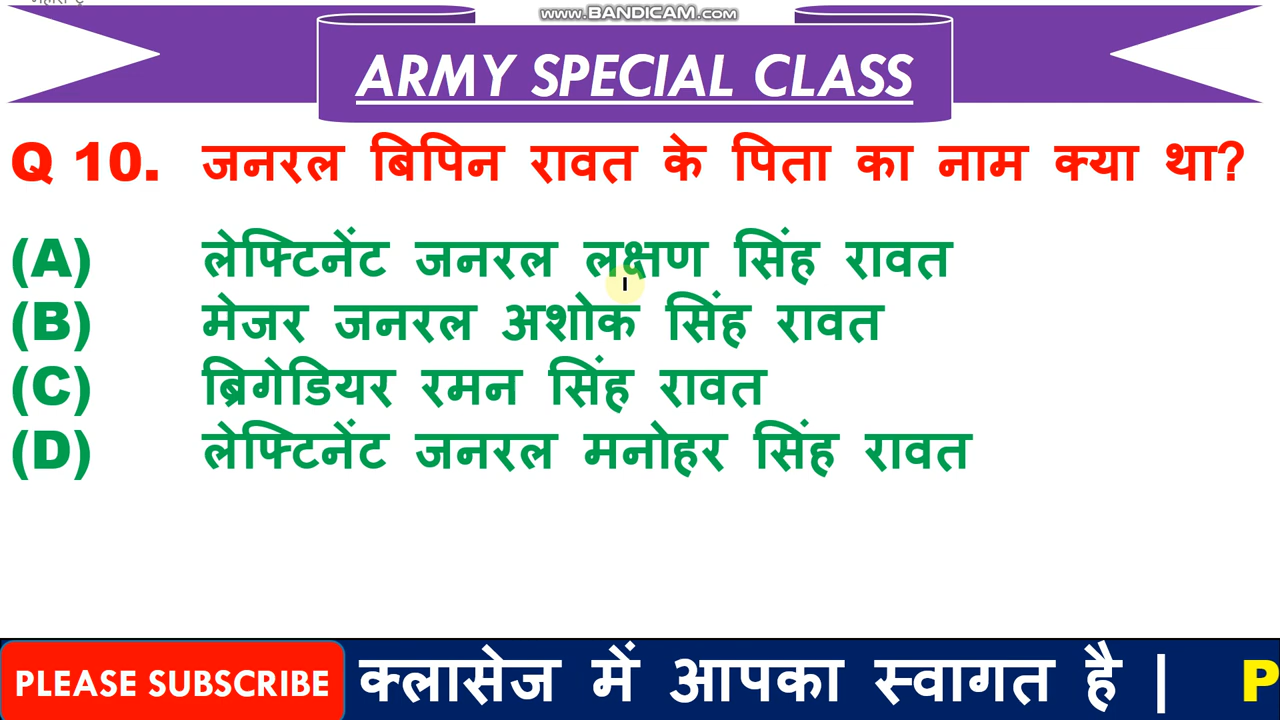 www.BANDICAM.com
ARMY SPECIAL CLASS
Q 10. जनरल बिपिन रावत के पिता का नाम क्या था?
(A) लेफ्टिनेंट जनरल लक्षण सिंह रावत
(B) मेजर जनरल अशोक सिंह रावत
(C) ब्रिगेडियर रमन सिंह रावत
(D) लेफ्टिनेंट जनरल मनोहर सिंह रावत
PLEASE SUBSCRIBE क्लासेज में आपका स्वागत है | P